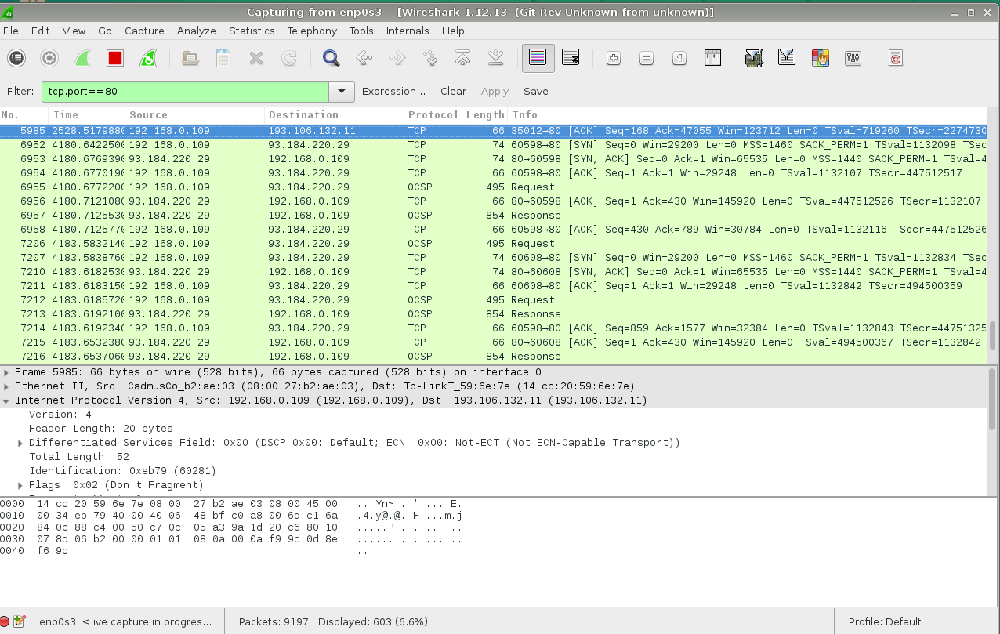 Capturing from enp0s3 [Wireshark 1.12.13 (Git Rev Unknown from unknown)]
File Edit View Go Capture Analyze Statistics Telephony Tools Internals Help
Filter: tcp.port==80 Expression... Clear Apply Save
No. Time Source Destination Protocol Length Info
5985 2528.5179880 192.168.0.109 193.106.132.11 TCP 66 35012→80 [ACK] Seq=168 Ack=47055 Win=123712 Len=0 TSval=719260 TSecr=2274730
6952 4180.6422500 192.168.0.109 93.184.220.29 TCP 74 60598→80 [SYN] Seq=0 Win=29200 Len=0 MSS=1460 SACK_PERM=1 TSval=1132098 TSec
6953 4180.6769390 93.184.220.29 192.168.0.109 TCP 74 80→60598 [SYN, ACK] Seq=0 Ack=1 Win=65535 Len=0 MSS=1440 SACK_PERM=1 TSval=4
6954 4180.6770190 192.168.0.109 93.184.220.29 TCP 66 60598→80 [ACK] Seq=1 Ack=1 Win=29248 Len=0 TSval=1132107 TSecr=447512517
6955 4180.6772200 192.168.0.109 93.184.220.29 OCSP 495 Request
6956 4180.7121080 93.184.220.29 192.168.0.109 TCP 66 80→60598 [ACK] Seq=1 Ack=430 Win=145920 Len=0 TSval=447512526 TSecr=1132107
6957 4180.7125530 93.184.220.29 192.168.0.109 OCSP 854 Response
6958 4180.7125770 192.168.0.109 93.184.220.29 TCP 66 60598→80 [ACK] Seq=430 Ack=789 Win=30784 Len=0 TSval=1132116 TSecr=447512526
7206 4183.5832140 192.168.0.109 93.184.220.29 OCSP 495 Request
7207 4183.5838760 192.168.0.109 93.184.220.29 TCP 74 60608→80 [SYN] Seq=0 Win=29200 Len=0 MSS=1460 SACK_PERM=1 TSval=1132834 TSec
7210 4183.6182530 93.184.220.29 192.168.0.109 TCP 74 80→60608 [SYN, ACK] Seq=0 Ack=1 Win=65535 Len=0 MSS=1440 SACK_PERM=1 TSval=4
7211 4183.6183150 192.168.0.109 93.184.220.29 TCP 66 60608→80 [ACK] Seq=1 Ack=1 Win=29248 Len=0 TSval=1132842 TSecr=494500359
7212 4183.6185720 192.168.0.109 93.184.220.29 OCSP 495 Request
7213 4183.6192100 93.184.220.29 192.168.0.109 OCSP 854 Response
7214 4183.6192340 192.168.0.109 93.184.220.29 TCP 66 60598→80 [ACK] Seq=859 Ack=1577 Win=32384 Len=0 TSval=1132843 TSecr=44751325
7215 4183.6532380 93.184.220.29 192.168.0.109 TCP 66 80→60608 [ACK] Seq=1 Ack=430 Win=145920 Len=0 TSval=494500367 TSecr=1132842
7216 4183.6537060 93.184.220.29 192.168.0.109 OCSP 854 Response
Frame 5985: 66 bytes on wire (528 bits), 66 bytes captured (528 bits) on interface 0
Ethernet II, Src: CadmusCo_b2:ae:03 (08:00:27:b2:ae:03), Dst: Tp-LinkT_59:6e:7e (14:cc:20:59:6e:7e)
Internet Protocol Version 4, Src: 192.168.0.109 (192.168.0.109), Dst: 193.106.132.11 (193.106.132.11)
Version: 4
Header Length: 20 bytes
Differentiated Services Field: 0x00 (DSCP 0x00: Default; ECN: 0x00: Not-ECT (Not ECN-Capable Transport))
Total Length: 52
Identification: 0xeb79 (60281)
Flags: 0x02 (Don't Fragment)
0000 14 cc 20 59 6e 7e 08 00 27 b2 ae 03 08 00 45 00 .. Yn~.. '.....E.
0010 00 34 eb 79 40 00 40 06 48 bf c0 a8 00 6d c1 6a .4.y@.@. H....m.j
0020 84 0b 88 c4 00 50 c7 0c 05 a3 9a 1d 20 c6 80 10 .....P.. .... ...
0030 07 8d 06 b2 00 00 01 01 08 0a 00 0a f9 9c 0d 8e ........ ........
0040 f6 9c ..
enp0s3: <live capture in progres... Packets: 9197 · Displayed: 603 (6.6%) Profile: Default